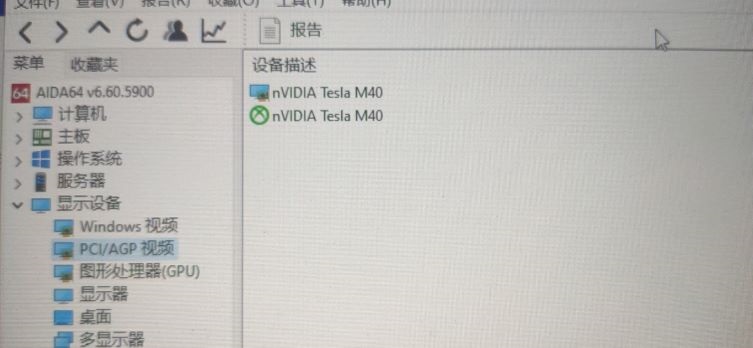 文件(F) 查看(V) 报告(R) 收藏(O) 工具(T) 帮助(H)
报告
菜单 收藏夹
设备描述
64 AIDA64 v6.60.5900
nVIDIA Tesla M40
计算机
nVIDIA Tesla M40
主板
操作系统
服务器
显示设备
Windows 视频
PCI/AGP 视频
图形处理器(GPU)
显示器
桌面
多显示器